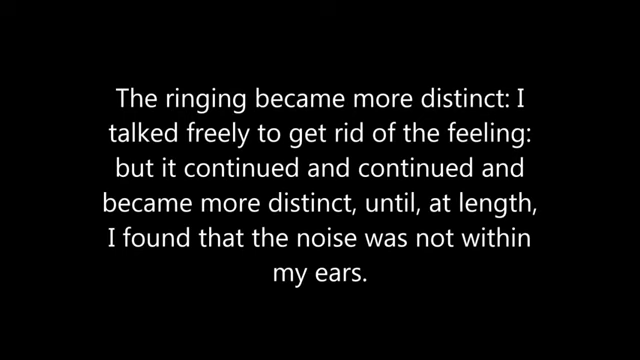 The ringing became more distinct: I
talked freely to get rid of the feeling:
but it continued and continued and
became more distinct, until, at length,
I found that the noise was not within
my ears.